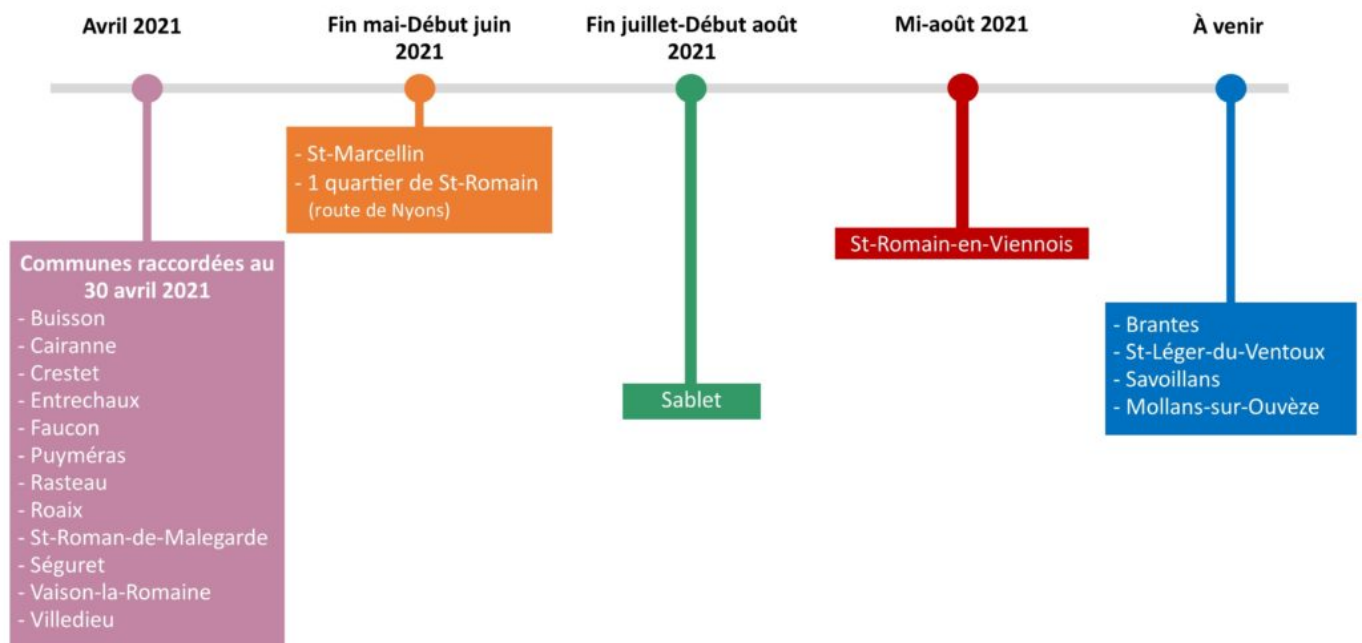 Avril 2021
Fin mai-Début juin
2021
Fin juillet-Début août
2021
Mi-août 2021
À venir
Communes raccordées au
30 avril 2021
- Buisson
- Cairanne
- Crestet
- Entrechaux
- Faucon
- Puyméras
- Rasteau
- Roaix
- St-Roman-de-Malegarde
- Séguret
- Vaison-la-Romaine
- Villedieu
- St-Marcellin
- 1 quartier de St-Romain
(route de Nyons)
Sablet
St-Romain-en-Viennois
- Brantes
- St-Léger-du-Ventoux
- Savoillans
- Mollans-sur-Ouvèze